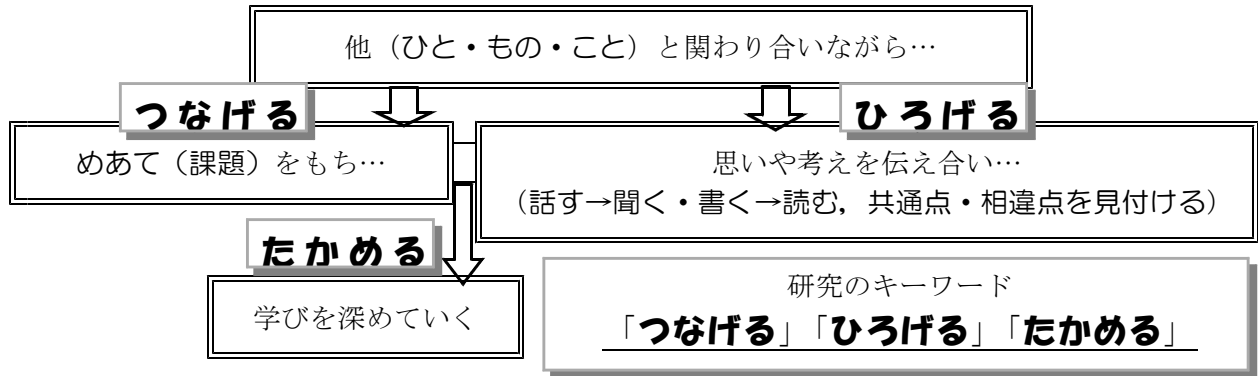 他（ひと・もの・こと）と関わり合いながら…
つなげる
ひろげる
めあて（課題）をもち…
思いや考えを伝え合い…
（話す→聞く・書く→読む，共通点・相違点を見付ける）
たかめる
学びを深めていく
研究のキーワード
「つなげる」「ひろげる」「たかめる」